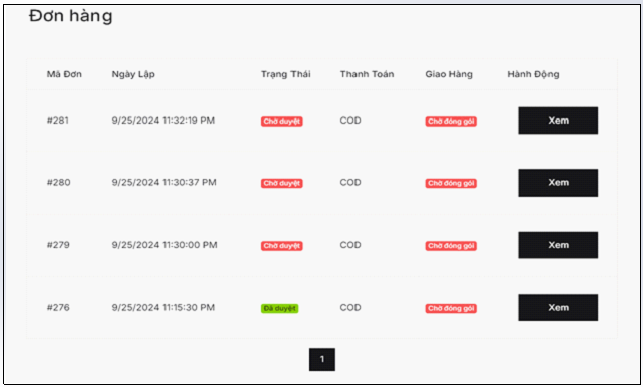 Đơn hàng
Mã Đơn Ngày Lập Trạng Thái Thanh Toán Giao Hàng Hành Động
#281 9/25/2024 11:32:19 PM Chờ duyệt COD Chờ đóng gói Xem
#280 9/25/2024 11:30:37 PM Chờ duyệt COD Chờ đóng gói Xem
#279 9/25/2024 11:30:00 PM Chờ duyệt COD Chờ đóng gói Xem
#276 9/25/2024 11:15:30 PM Đã duyệt COD Chờ đóng gói Xem
1